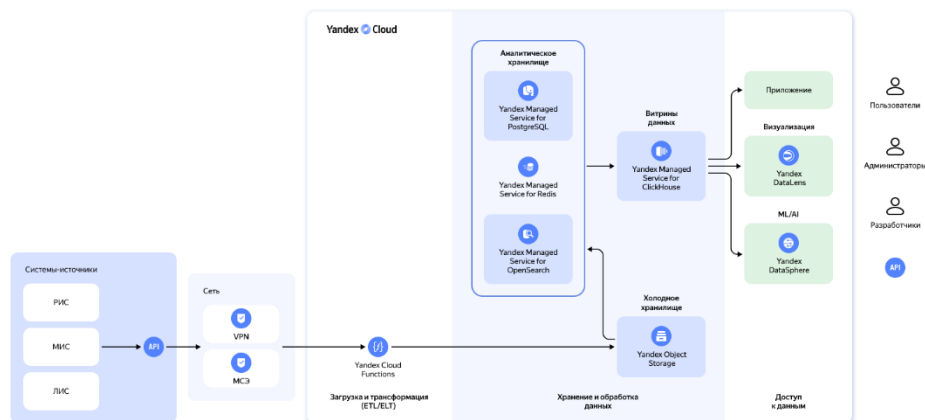 Yandex Cloud
Аналитическое
хранилище
Yandex Managed
Service for
PostgreSQL
Yandex Managed
Service for Redis
Yandex Managed
Service for
OpenSearch
Витрины
данных
Yandex Managed
Service for
ClickHouse
Приложение
Визуализация
Yandex
DataLens
ML/AI
Yandex
DataSphere
Пользователи
Администраторы
Разработчики
API
Системы-источники
РИС
МИС
ЛИС
API
Сеть
VPN
МСЭ
{/}
Yandex Cloud
Functions
Холодное
хранилище
Yandex Object
Storage
Загрузка и трансформация
(ETL/ELT)
Хранение и обработка
данных
Доступ
к данным